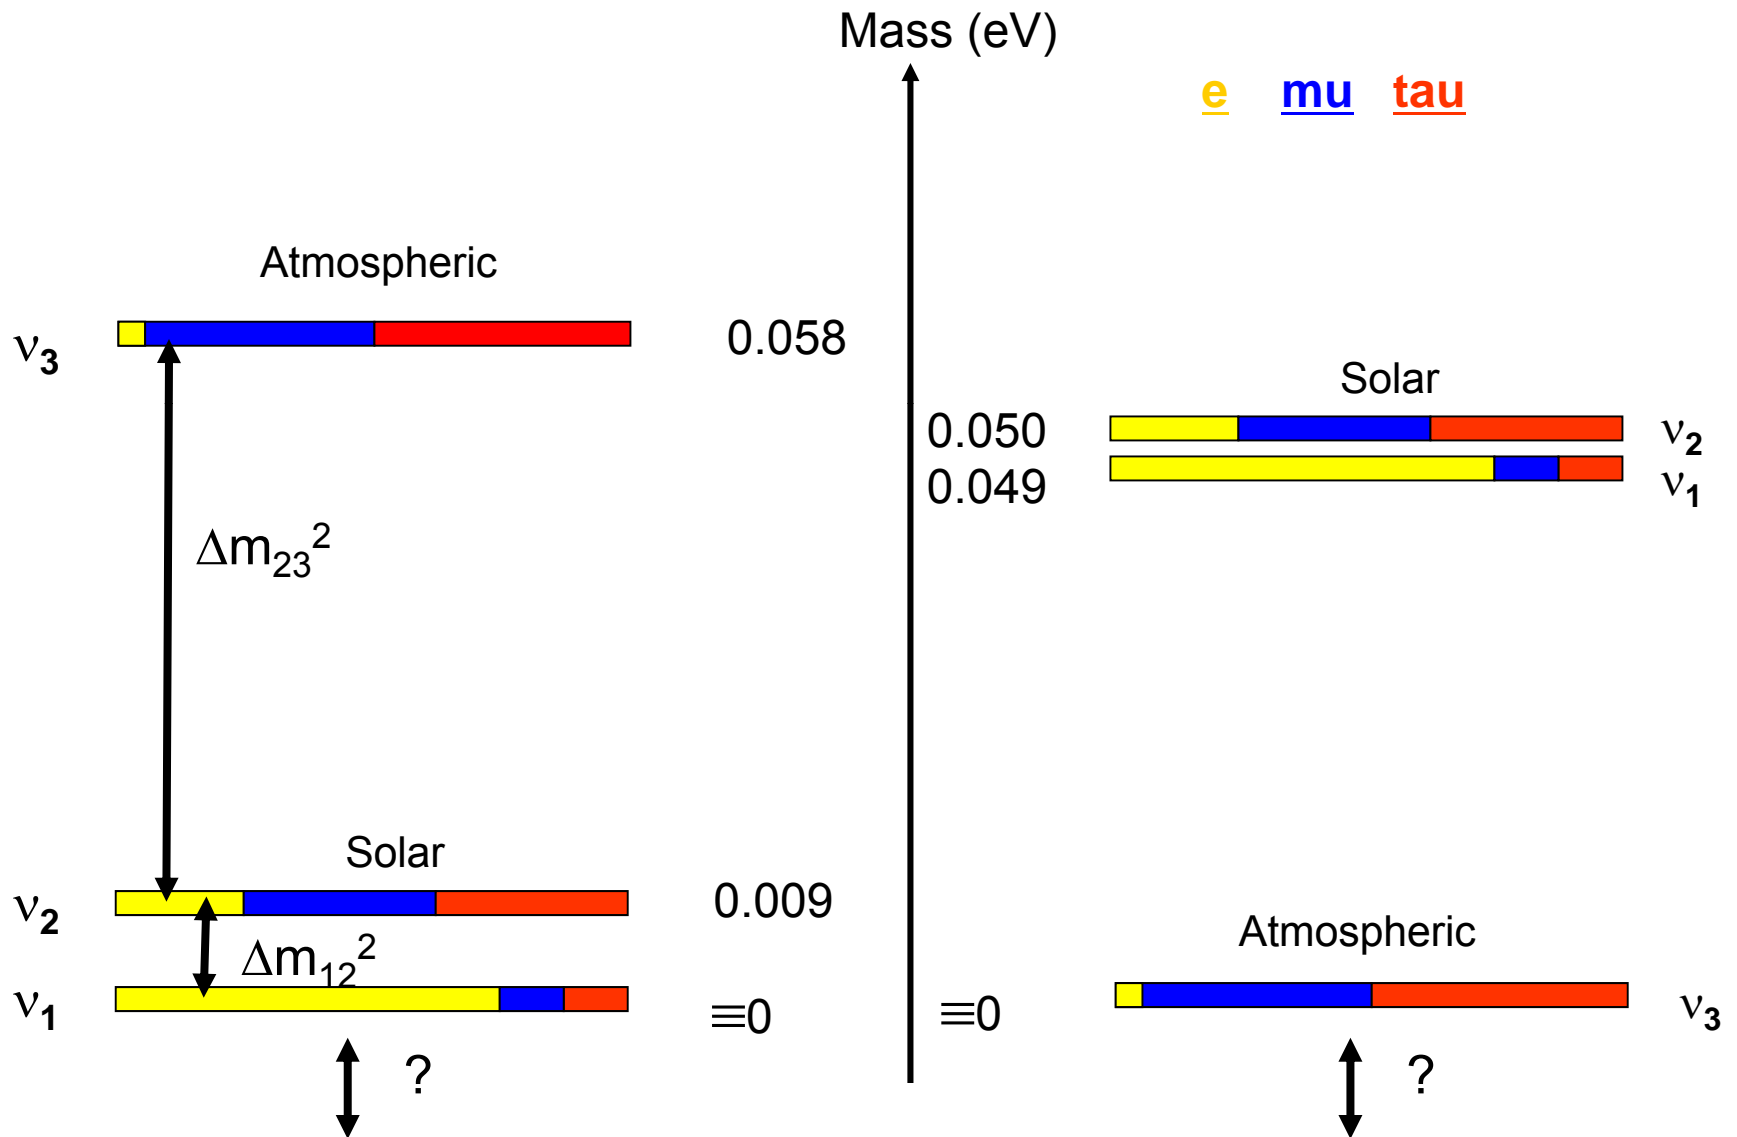 Mass (eV)
e mu tau
Atmospheric
ν3 0.058
Solar
0.050 ν2
0.049 ν1
Δm23²
Solar
ν2 0.009
Δm12²
ν1 ≡0
Atmospheric
≡0 ν3
? ?